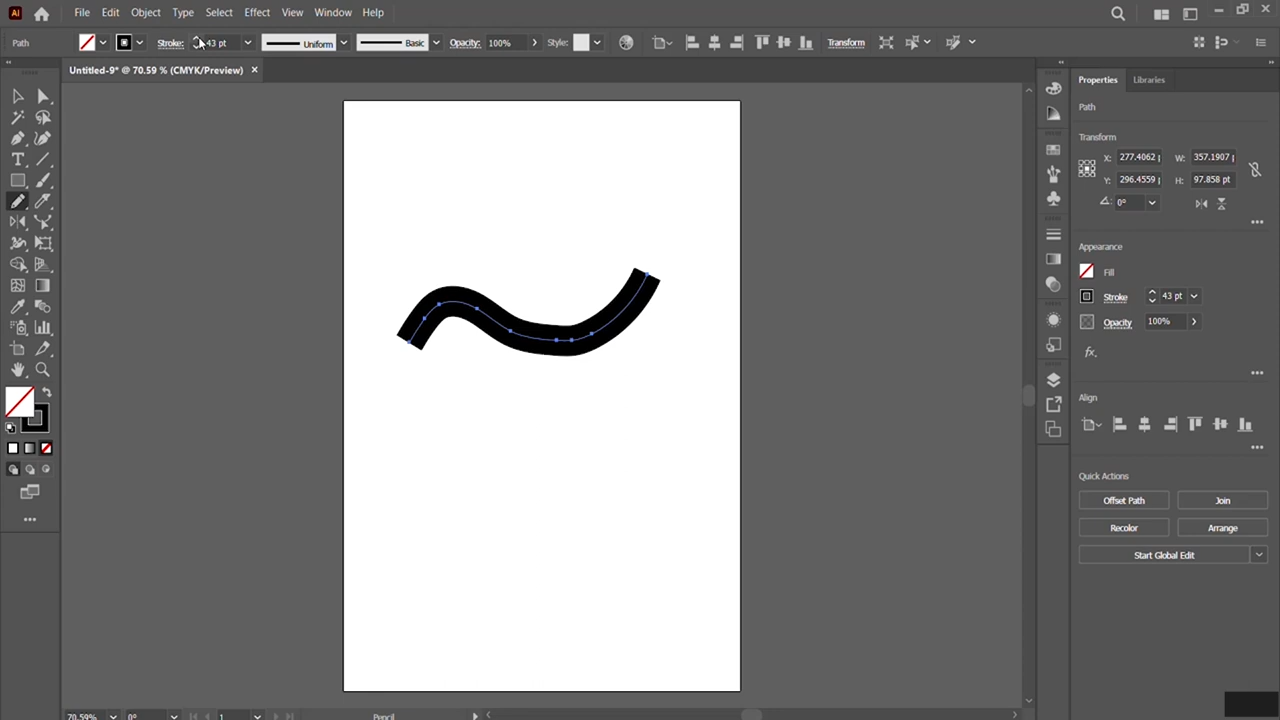 Ai File Edit Object Type Select Effect View Window Help
Path Stroke: 43 pt Uniform Basic Opacity: 100% Style: Transform
Untitled-9* @ 70.59 % (CMYK/Preview) ×
Properties Libraries
Path
Transform
X: 277.4062 W: 357.1907
Y: 296.4559 H: 97.858 pt
0°
Appearance
Fill
Stroke 43 pt
Opacity 100%
fx.
Align
Quick Actions
Offset Path Join
Recolor Arrange
Start Global Edit
70.59% 0° 1 Pencil